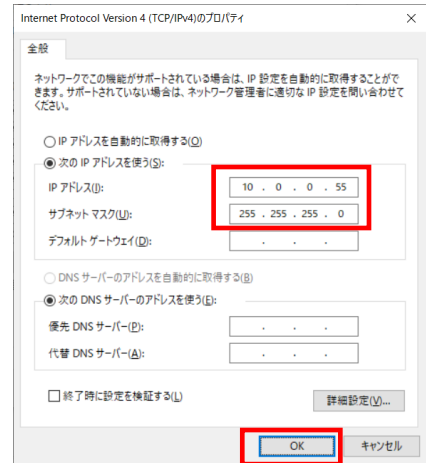 Internet Protocol Version 4 (TCP/IPv4)のプロパティ
全般
ネットワークでこの機能がサポートされている場合は、IP 設定を自動的に取得することがで
きます。サポートされていない場合は、ネットワーク管理者に適切な IP 設定を問い合わせて
ください。
IP アドレスを自動的に取得する(O)
次の IP アドレスを使う(S):
IP アドレス(I): 10 . 0 . 0 . 55
サブネット マスク(U): 255 . 255 . 255 . 0
デフォルト ゲートウェイ(D): . . .
DNS サーバーのアドレスを自動的に取得する(B)
次の DNS サーバーのアドレスを使う(E):
優先 DNS サーバー(P): . . .
代替 DNS サーバー(A): . . .
終了時に設定を検証する(L)
詳細設定(V)...
OK キャンセル